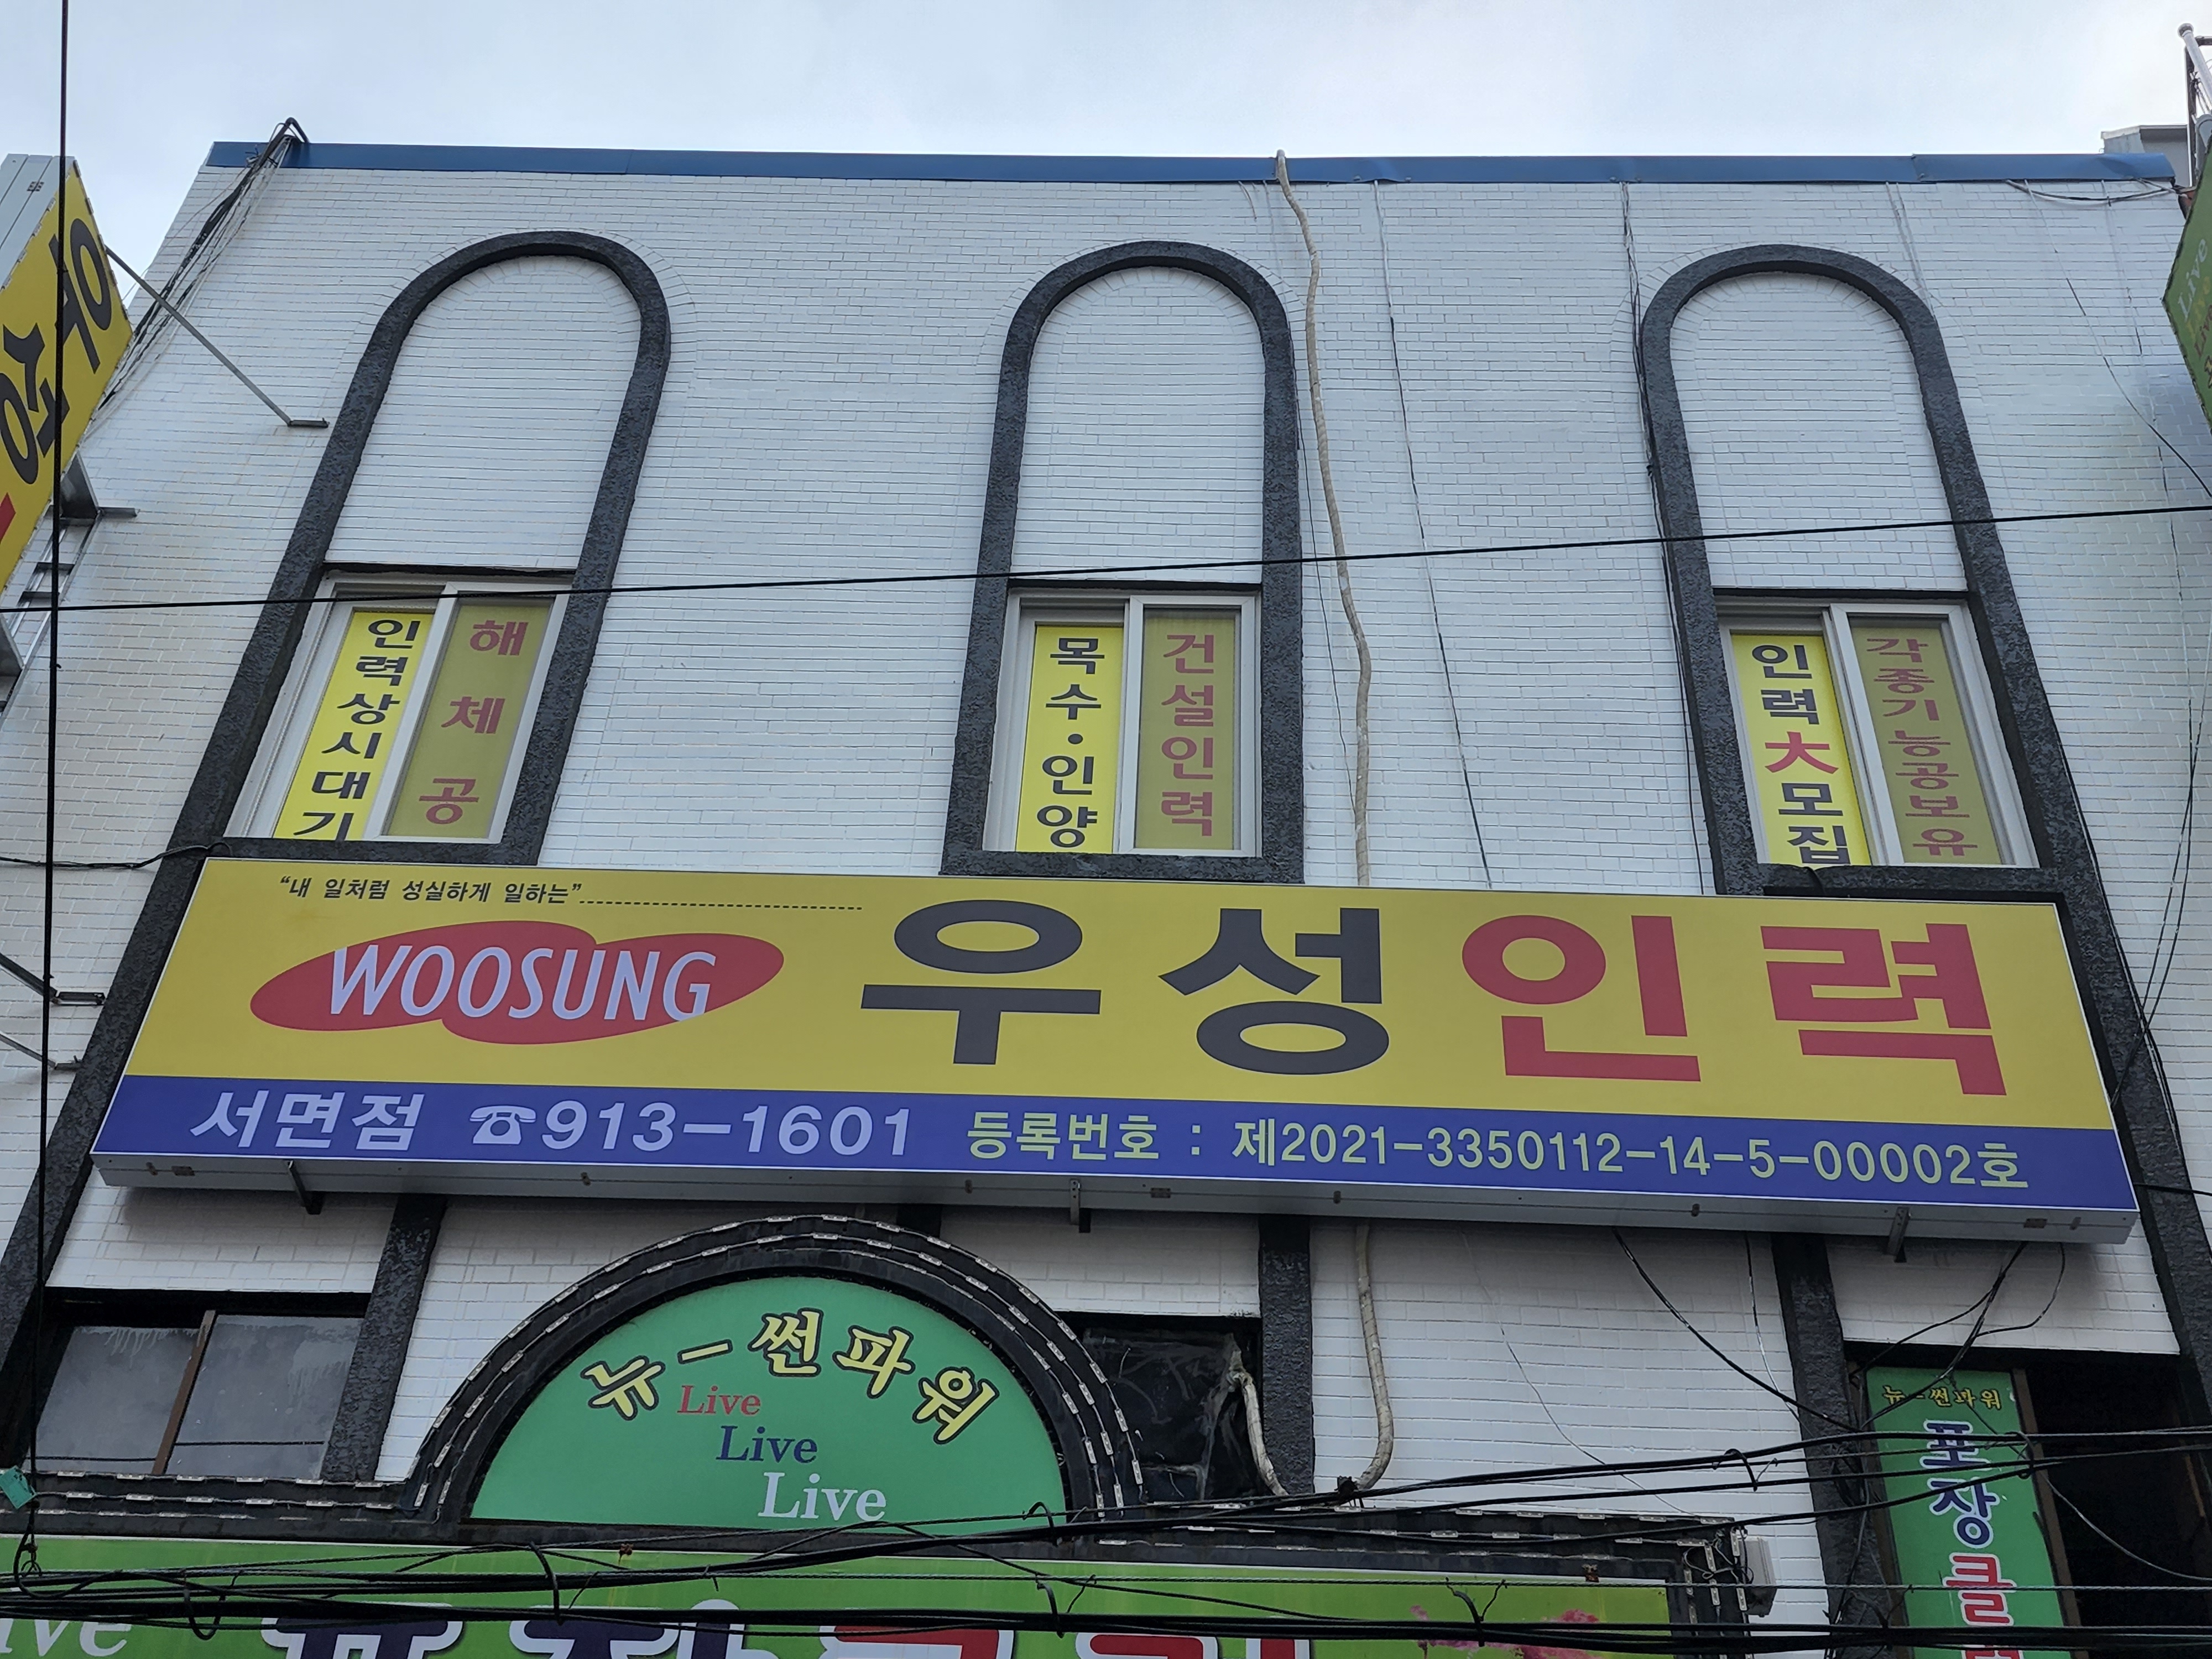 우성
Live
인력상시대기
해체공
목수·인양
건설인력
인력大모집
각종기능공보유
“내 일처럼 성실하게 일하는”
WOOSUNG 우성인력
서면점 ☎913-1601 등록번호 : 제2021-3350112-14-5-00002호
뉴-썬파워
Live
Live
Live
뉴-썬파워
포장클